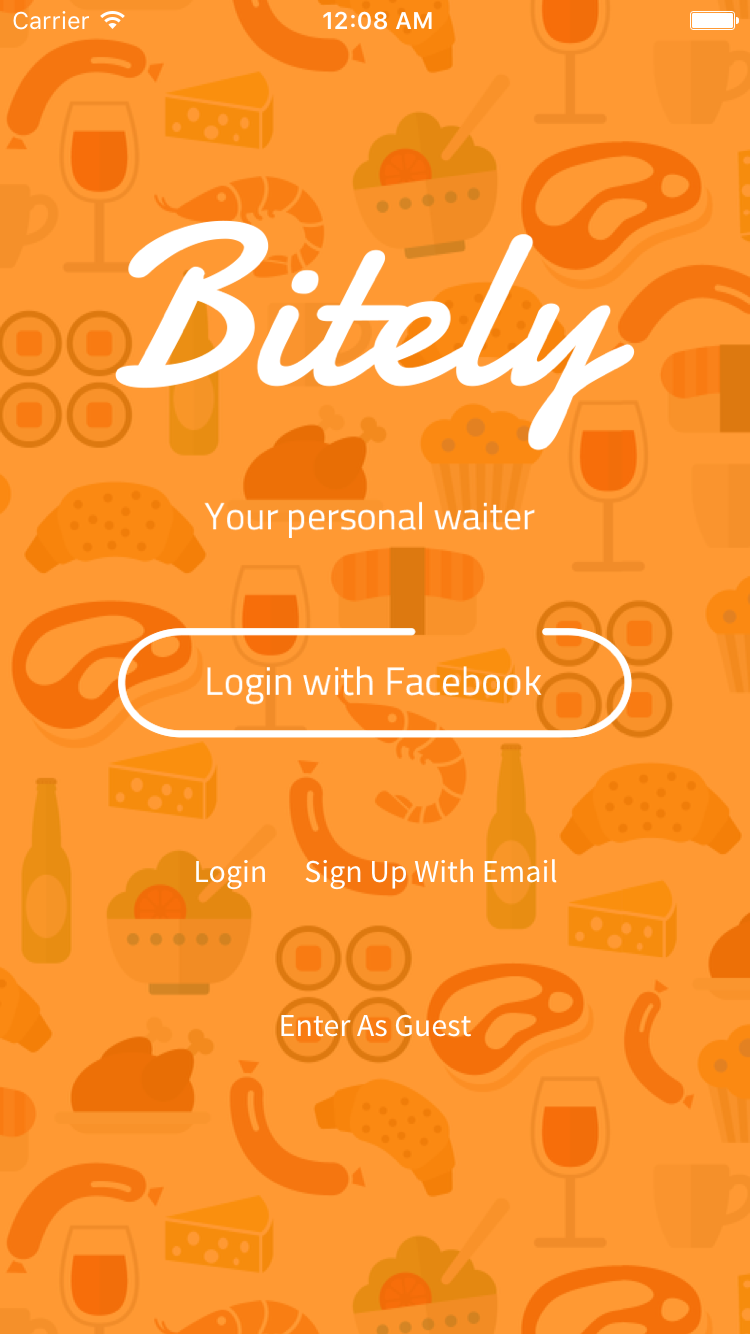 Carrier 12:08 AM
Bitely
Your personal waiter
Login with Facebook
Login Sign Up With Email
Enter As Guest